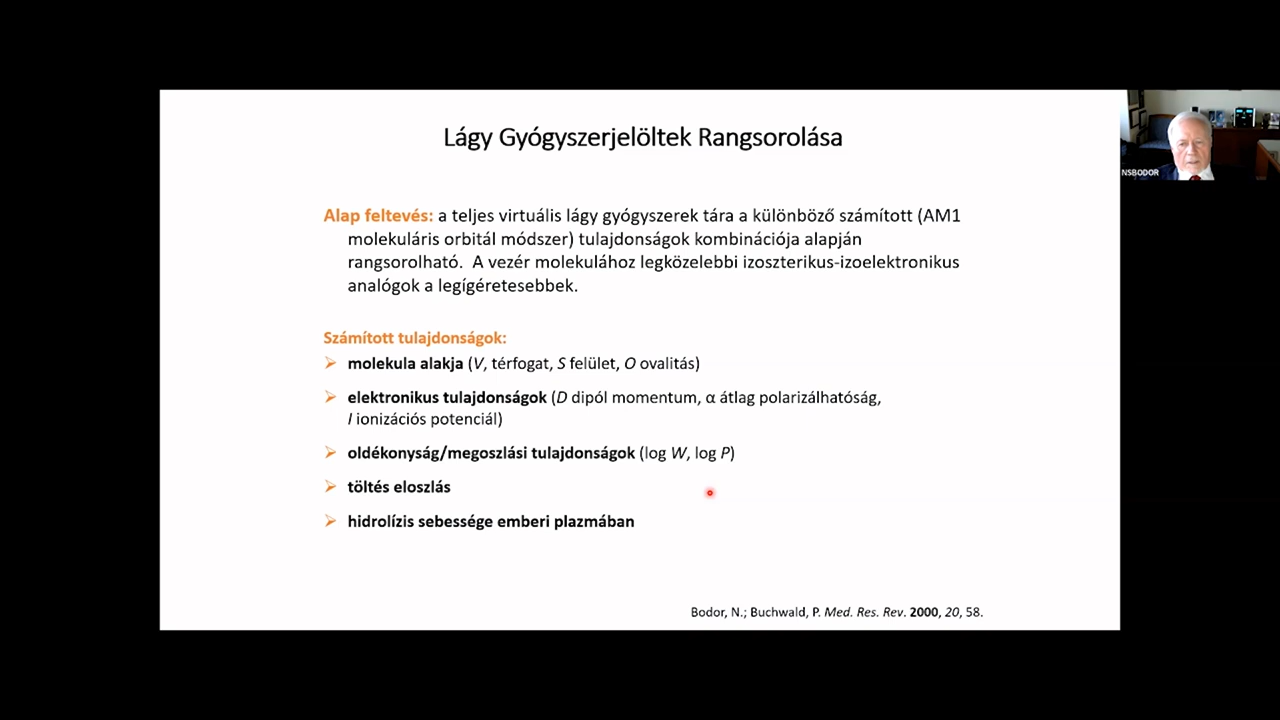 Lágy Gyógyszerjelöltek Rangsorolása
NSBODOR
Alap feltevés: a teljes virtuális lágy gyógyszerek tára a különböző számított (AM1
molekuláris orbitál módszer) tulajdonságok kombinációja alapján
rangsorolható. A vezér molekulához legközelebbi izoszterikus-izoelektronikus
analógok a legígéretesebbek.
Számított tulajdonságok:
➢ molekula alakja (V, térfogat, S felület, O ovalitás)
➢ elektronikus tulajdonságok (D dipól momentum, α átlag polarizálhatóság,
I ionizációs potenciál)
➢ oldékonyság/megoszlási tulajdonságok (log W, log P)
➢ töltés eloszlás
➢ hidrolízis sebessége emberi plazmában
Bodor, N.; Buchwald, P. Med. Res. Rev. 2000, 20, 58.